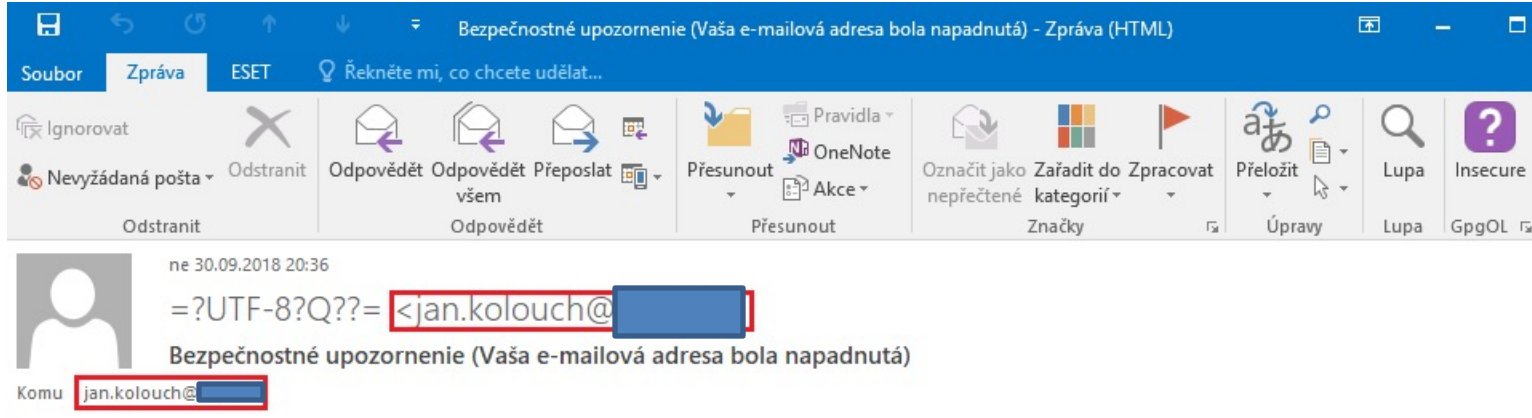 Bezpečnostné upozornenie (Vaša e-mailová adresa bola napadnutá) - Zpráva (HTML)
Soubor Zpráva ESET Řekněte mi, co chcete udělat...
Ignorovat
Nevyžádaná pošta
Odstranit
Odstranit
Odpovědět
Odpovědět všem
Přeposlat
Odpovědět
Přesunout
Pravidla
OneNote
Akce
Přesunout
Označit jako nepřečtené
Zařadit do kategorií
Zpracovat
Značky
Přeložit
Úpravy
Lupa
Lupa
Insecure
GpgOL
ne 30.09.2018 20:36
=?UTF-8?Q??= <jan.kolouch@
Bezpečnostné upozornenie (Vaša e-mailová adresa bola napadnutá)
Komu jan.kolouch@